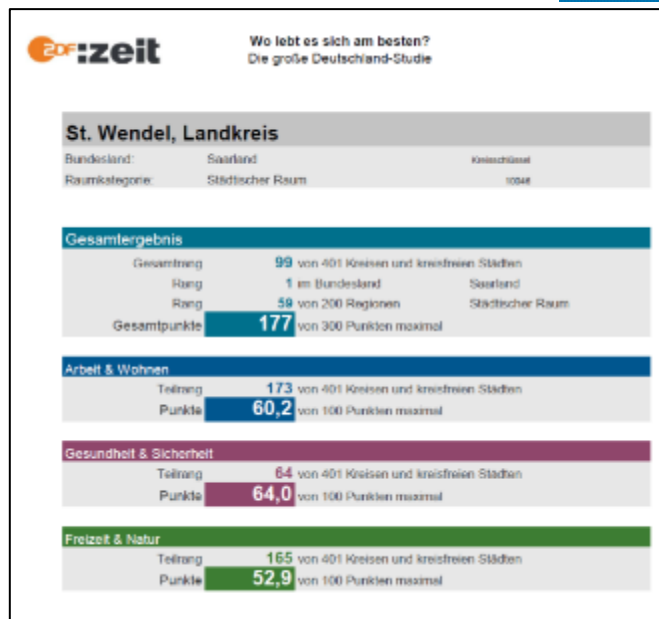 ZDF:zeit
Wo lebt es sich am besten?
Die große Deutschland-Studie
St. Wendel, Landkreis
Bundesland: Saarland Kreisschlüssel
Raumkategorie: Städtischer Raum 10046
Gesamtergebnis
Gesamtrang 99 von 401 Kreisen und kreisfreien Städten
Rang 1 im Bundesland Saarland
Rang 59 von 200 Regionen Städtischer Raum
Gesamtpunkte 177 von 300 Punkten maximal
Arbeit & Wohnen
Teilrang 173 von 401 Kreisen und kreisfreien Städten
Punkte 60,2 von 100 Punkten maximal
Gesundheit & Sicherheit
Teilrang 64 von 401 Kreisen und kreisfreien Städten
Punkte 64,0 von 100 Punkten maximal
Freizeit & Natur
Teilrang 165 von 401 Kreisen und kreisfreien Städten
Punkte 52,9 von 100 Punkten maximal